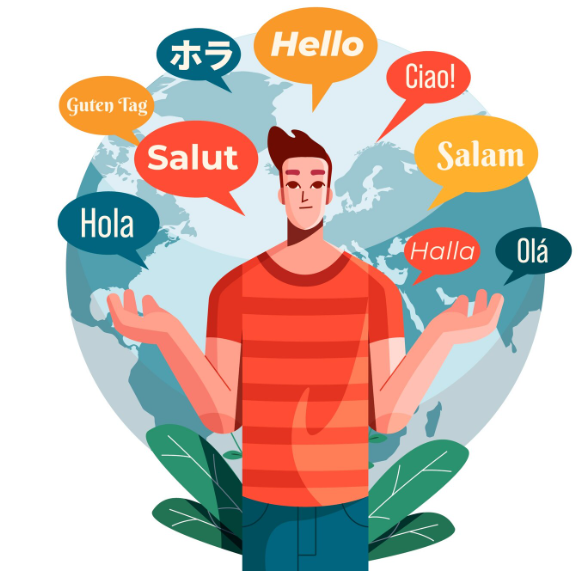 ホラ
Hello
Ciao!
Guten Tag
Salut
Salam
Hola
Halla
Olá